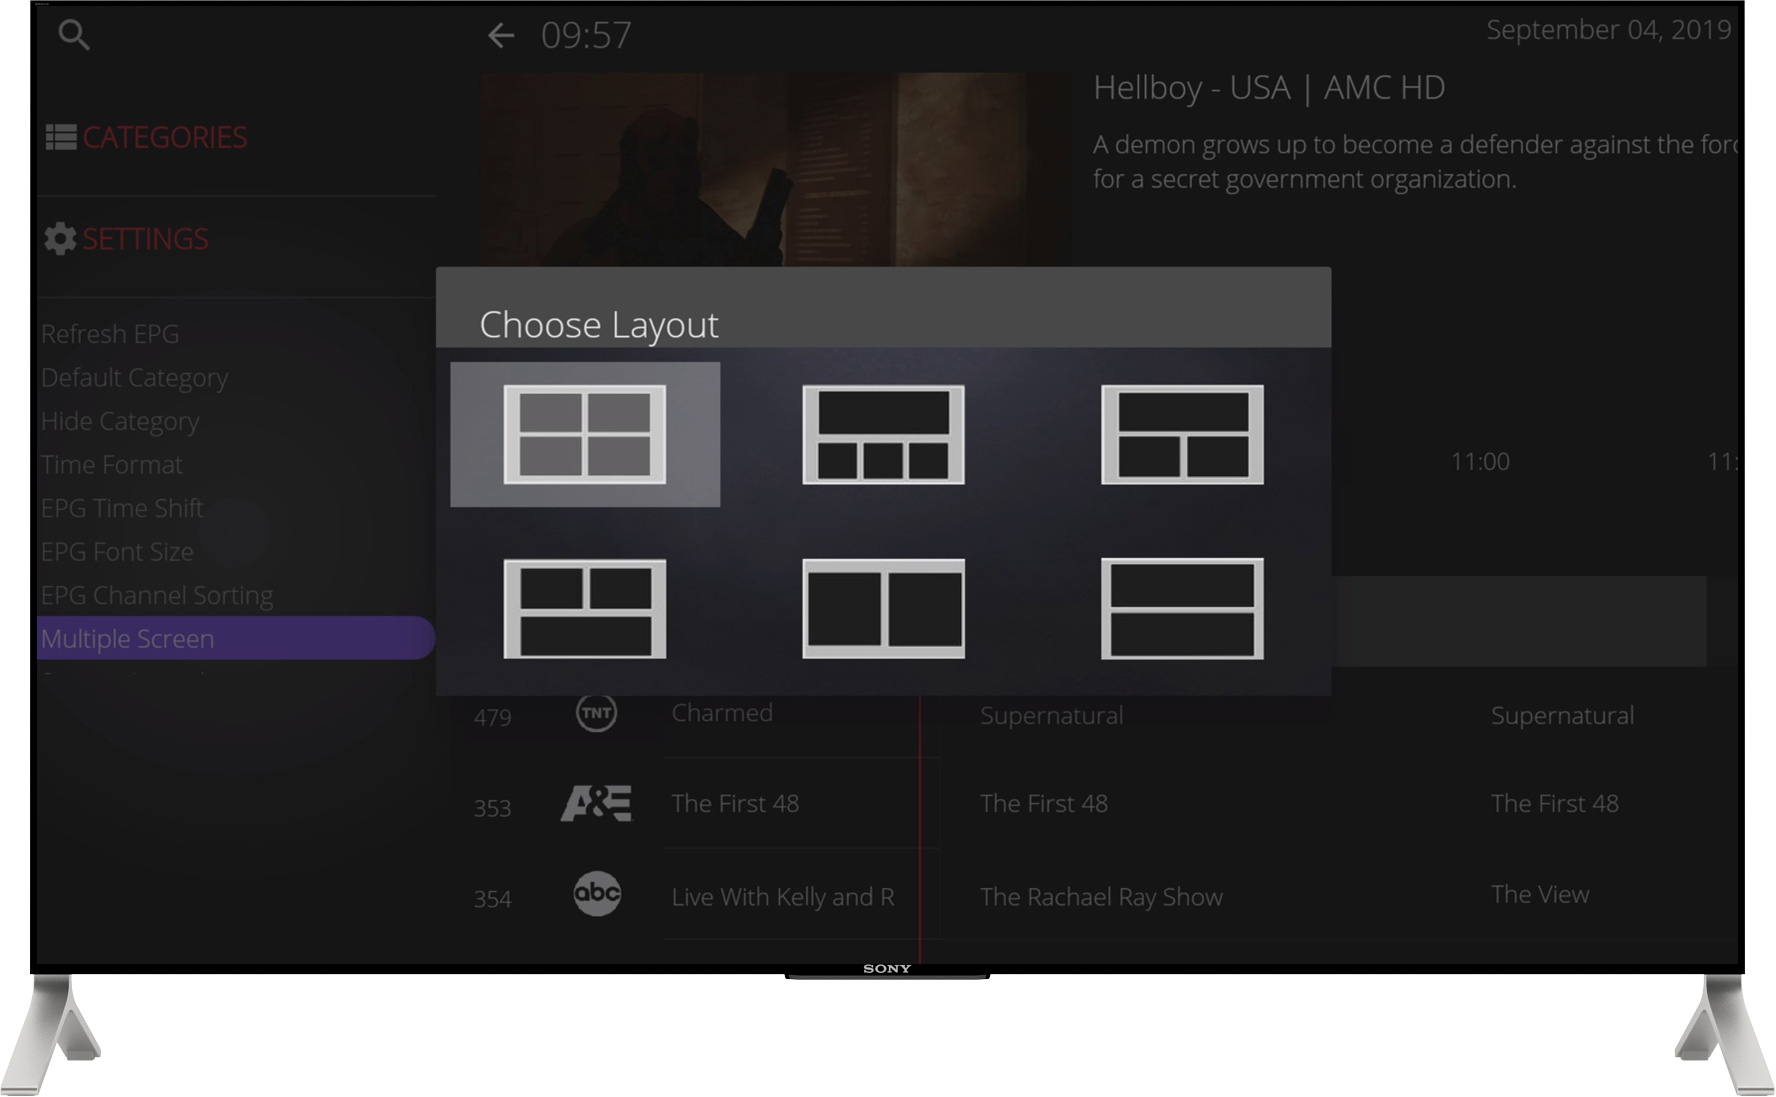 09:57
September 04, 2019
CATEGORIES
SETTINGS
Refresh EPG
Default Category
Hide Category
Time Format
EPG Time Shift
EPG Font Size
EPG Channel Sorting
Multiple Screen
Hellboy - USA | AMC HD
A demon grows up to become a defender against the
for a secret government organization.
Choose Layout
11:00
11:
479 TNT Charmed Supernatural Supernatural
353 A&E The First 48 The First 48 The First 48
354 abc Live With Kelly and R The Rachael Ray Show The View
SONY